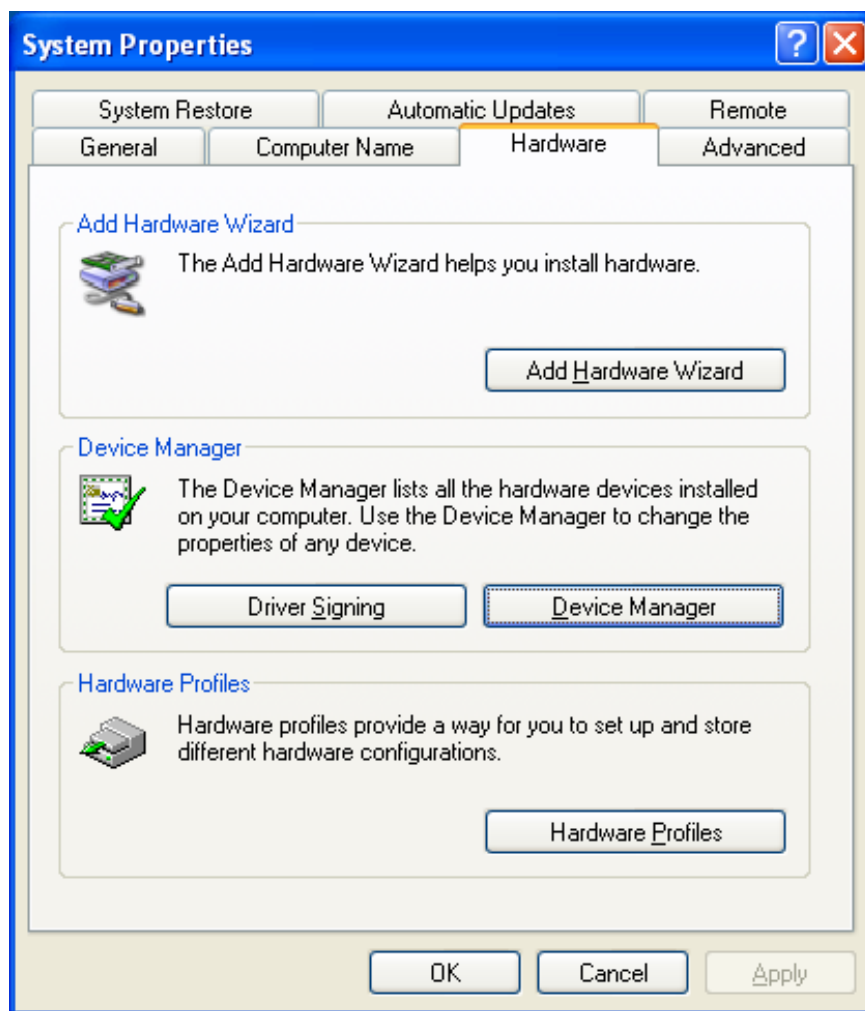 System Properties
System Restore
Automatic Updates
Remote
General
Computer Name
Hardware
Advanced
Add Hardware Wizard
The Add Hardware Wizard helps you install hardware.
Add Hardware Wizard
Device Manager
The Device Manager lists all the hardware devices installed
on your computer. Use the Device Manager to change the
properties of any device.
Driver Signing
Device Manager
Hardware Profiles
Hardware profiles provide a way for you to set up and store
different hardware configurations.
Hardware Profiles
OK
Cancel
Apply